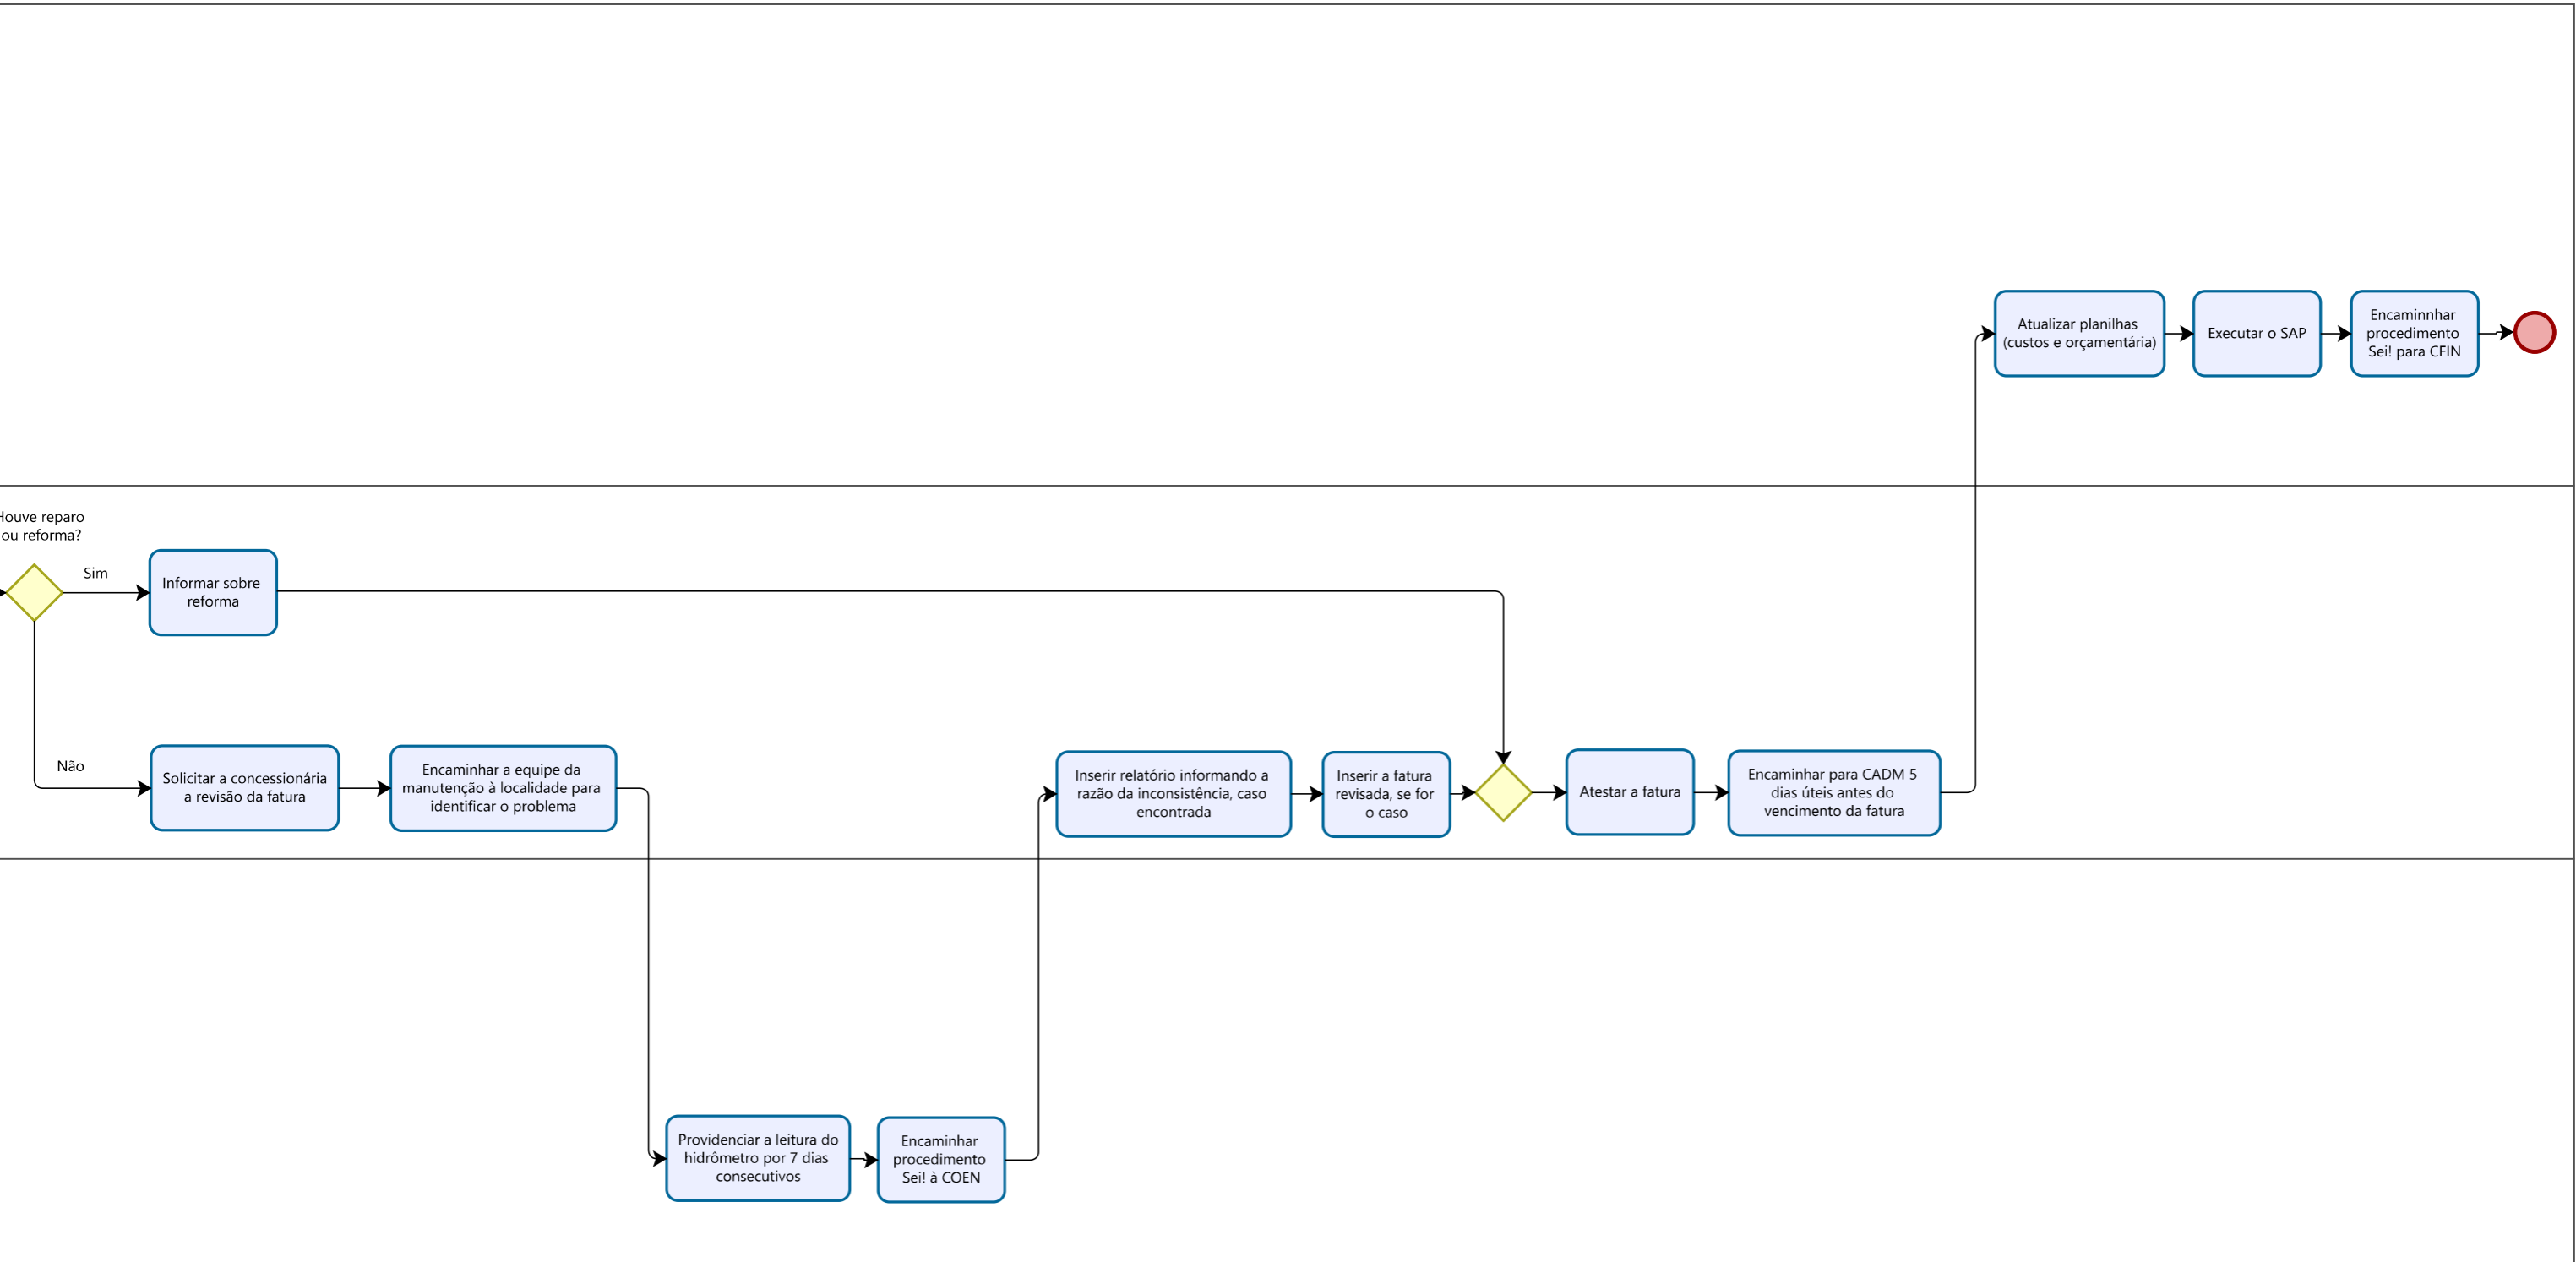 Atualizar planilhas
(custos e orçamentária)
Executar o SAP
Encaminnhar
procedimento
Sei! para CFIN
Houve reparo
ou reforma?
Sim
Informar sobre
reforma
Não
Solicitar a concessionária
a revisão da fatura
Encaminhar a equipe da
manutenção à localidade para
identificar o problema
Inserir relatório informando a
razão da inconsistência, caso
encontrada
Inserir a fatura
revisada, se for
o caso
Atestar a fatura
Encaminhar para CADM 5
dias úteis antes do
vencimento da fatura
Providenciar a leitura do
hidrômetro por 7 dias
consecutivos
Encaminhar
procedimento
Sei! à COEN